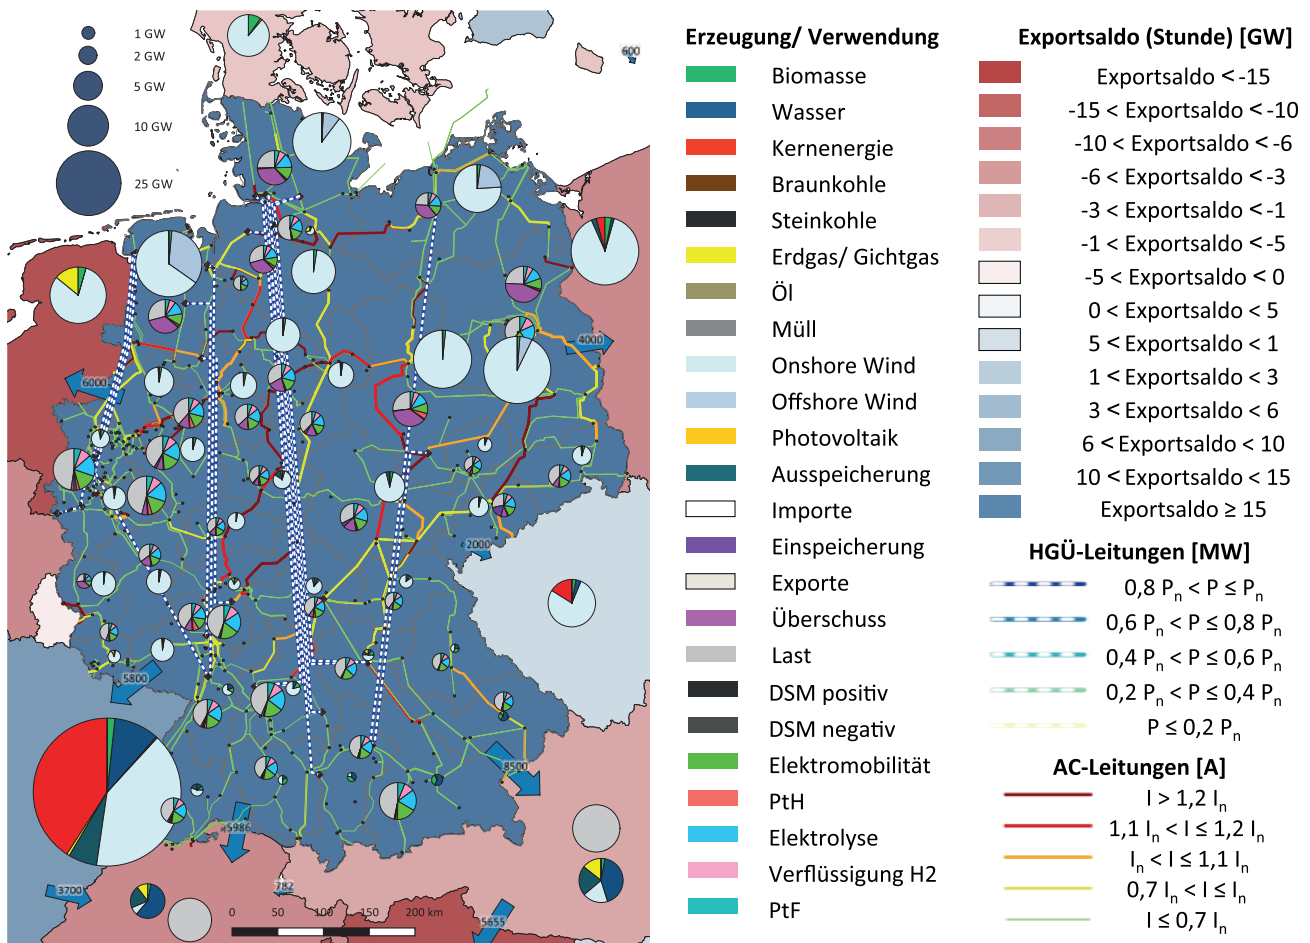 1 GW
2 GW
5 GW
10 GW
25 GW
600
4000
6000
2000
5800
8500
5986
3700
782
5655
0 50 100 150 200 km
Erzeugung/ Verwendung
Biomasse
Wasser
Kernenergie
Braunkohle
Steinkohle
Erdgas/ Gichtgas
Öl
Müll
Onshore Wind
Offshore Wind
Photovoltaik
Ausspeicherung
Importe
Einspeicherung
Exporte
Überschuss
Last
DSM positiv
DSM negativ
Elektromobilität
PtH
Elektrolyse
Verflüssigung H2
PtF
Exportsaldo (Stunde) [GW]
Exportsaldo < -15
-15 < Exportsaldo < -10
-10 < Exportsaldo < -6
-6 < Exportsaldo < -3
-3 < Exportsaldo < -1
-1 < Exportsaldo < -5
-5 < Exportsaldo < 0
0 < Exportsaldo < 5
5 < Exportsaldo < 1
1 < Exportsaldo < 3
3 < Exportsaldo < 6
6 < Exportsaldo < 10
10 < Exportsaldo < 15
Exportsaldo ≥ 15
HGÜ-Leitungen [MW]
0,8 Pn < P ≤ Pn
0,6 Pn < P ≤ 0,8 Pn
0,4 Pn < P ≤ 0,6 Pn
0,2 Pn < P ≤ 0,4 Pn
P ≤ 0,2 Pn
AC-Leitungen [A]
I > 1,2 In
1,1 In < I ≤ 1,2 In
In < I ≤ 1,1 In
0,7 In < I ≤ In
I ≤ 0,7 In